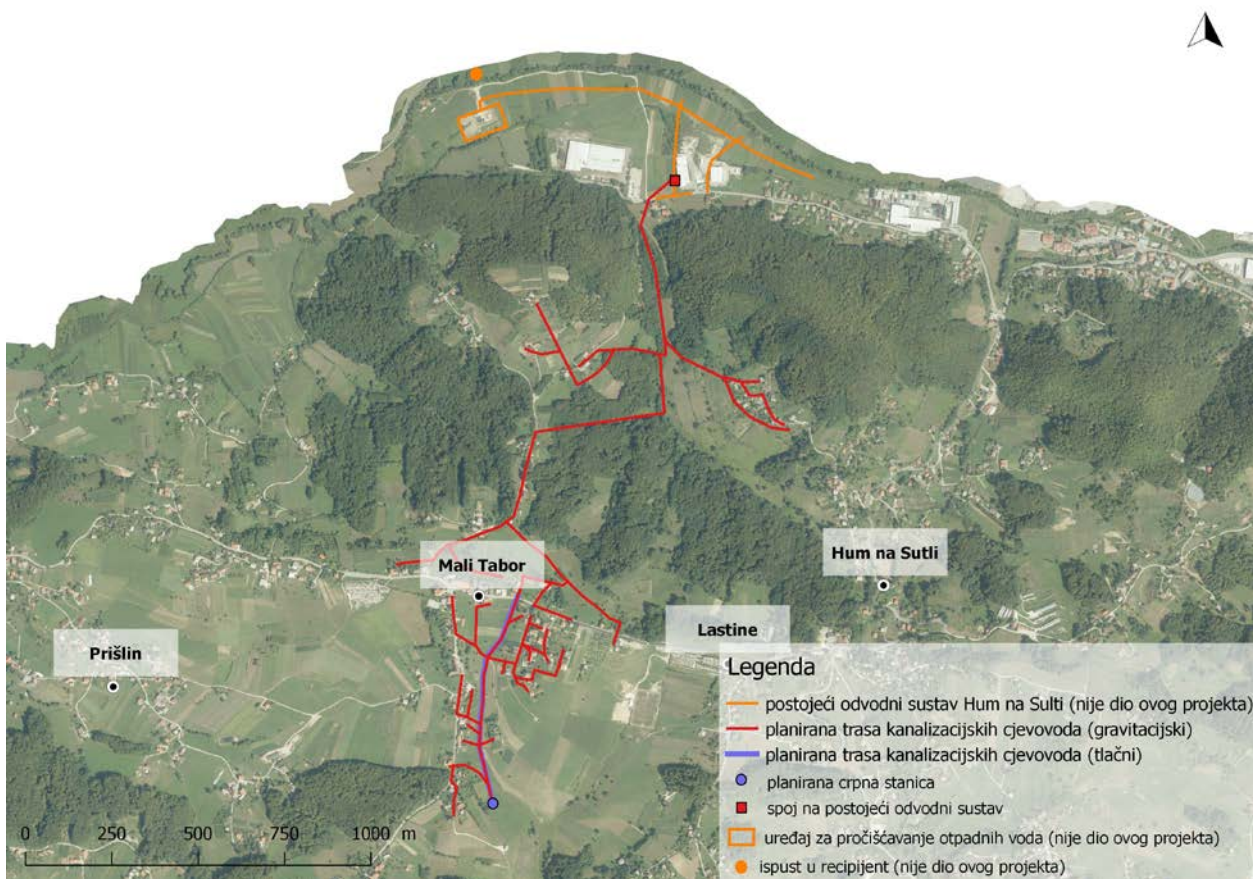 Mali Tabor
Hum na Sutli
Lastine
Prišlin
Legenda
postojeći odvodni sustav Hum na Sulti (nije dio ovog projekta)
planirana trasa kanalizacijskih cjevovoda (gravitacijski)
planirana trasa kanalizacijskih cjevovoda (tlačni)
planirana crpna stanica
spoj na postojeći odvodni sustav
uređaj za pročišćavanje otpadnih voda (nije dio ovog projekta)
ispust u recipijent (nije dio ovog projekta)
0 250 500 750 1000 m